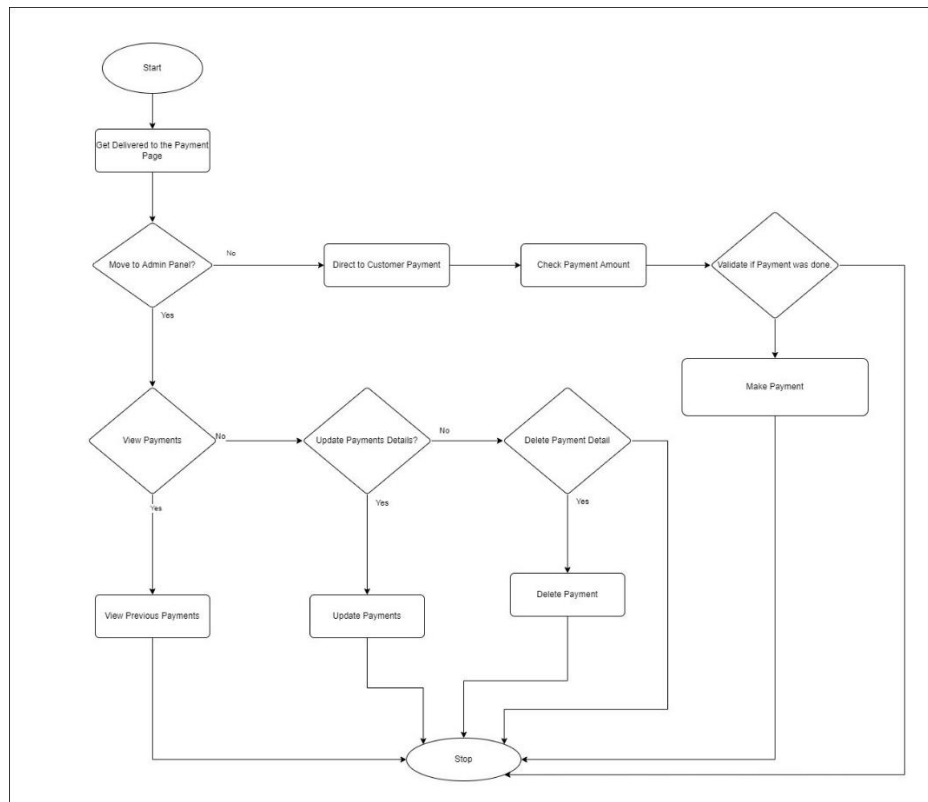 Start
Get Delivered to the Payment
Page
Move to Admin Panel?
No
Direct to Customer Payment
Check Payment Amount
Validate if Payment was done.
Yes
Make Payment
View Payments
No
Update Payments Details?
No
Delete Payment Detail
Yes
Yes
Yes
View Previous Payments
Update Payments
Delete Payment
Stop